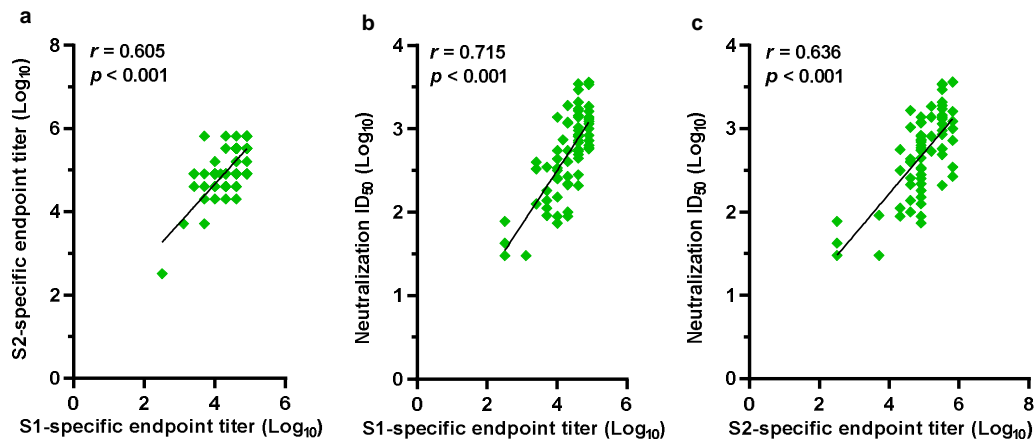 a
r = 0.605
p < 0.001
S2-specific endpoint titer (Log10)
8
6
4
2
0
0 2 4 6
S1-specific endpoint titer (Log10)
b
r = 0.715
p < 0.001
Neutralization ID50 (Log10)
4
3
2
1
0
0 2 4 6
S1-specific endpoint titer (Log10)
c
r = 0.636
p < 0.001
Neutralization ID50 (Log10)
4
3
2
1
0
0 2 4 6 8
S2-specific endpoint titer (Log10)